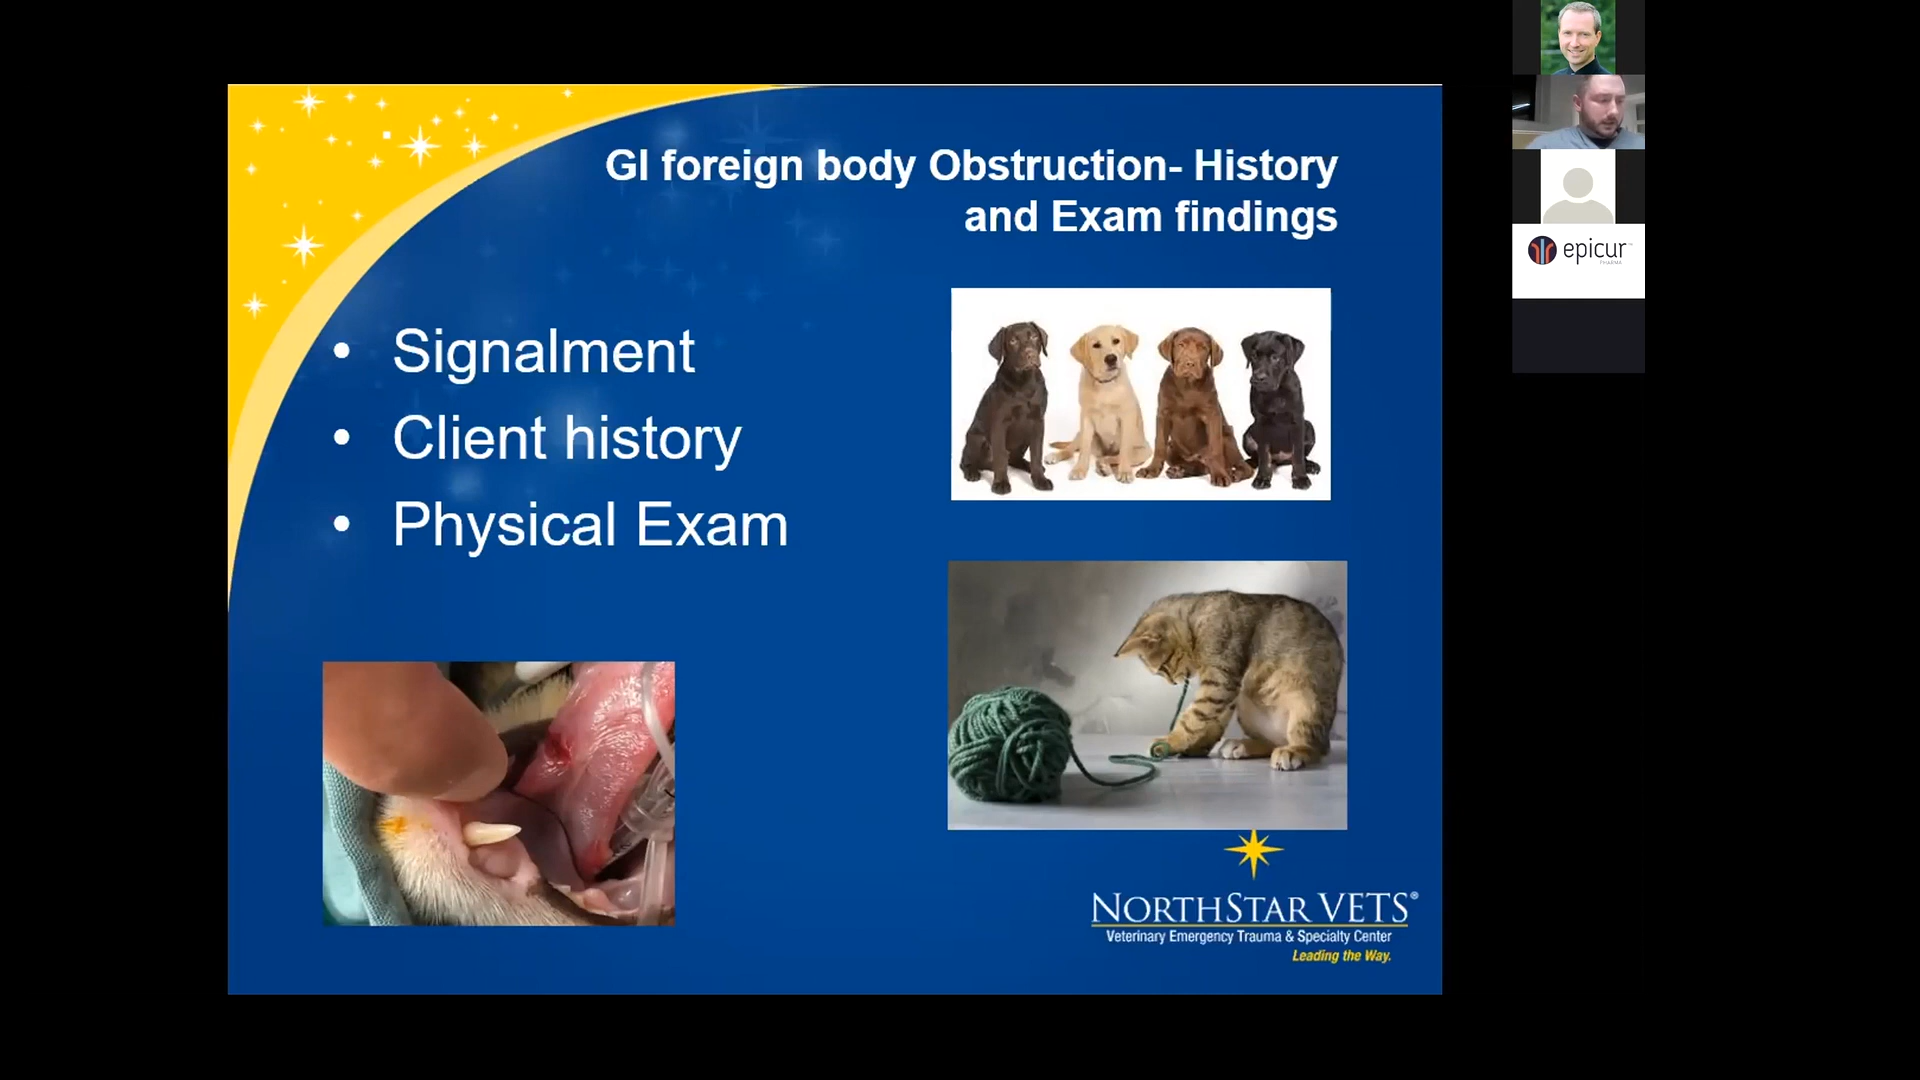 GI foreign body Obstruction- History
and Exam findings
• Signalment
• Client history
• Physical Exam
NORTHSTAR VETS®
Veterinary Emergency Trauma & Specialty Center
Leading the Way.
epicur
PHARMA